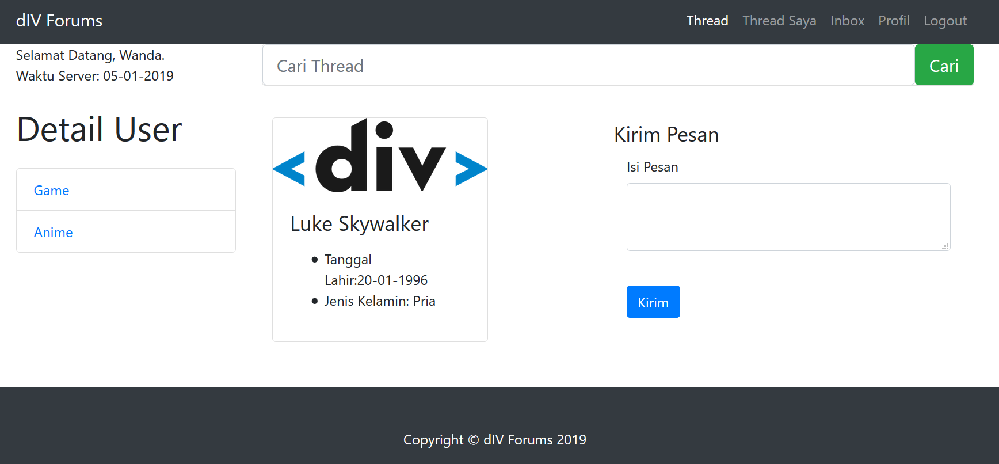 dIV Forums
Thread Thread Saya Inbox Profil Logout
Selamat Datang, Wanda.
Waktu Server: 05-01-2019
Cari Thread
Cari
Detail User
Game
Anime
<div>
Luke Skywalker
Tanggal
Lahir:20-01-1996
Jenis Kelamin: Pria
Kirim Pesan
Isi Pesan
Kirim
Copyright © dIV Forums 2019